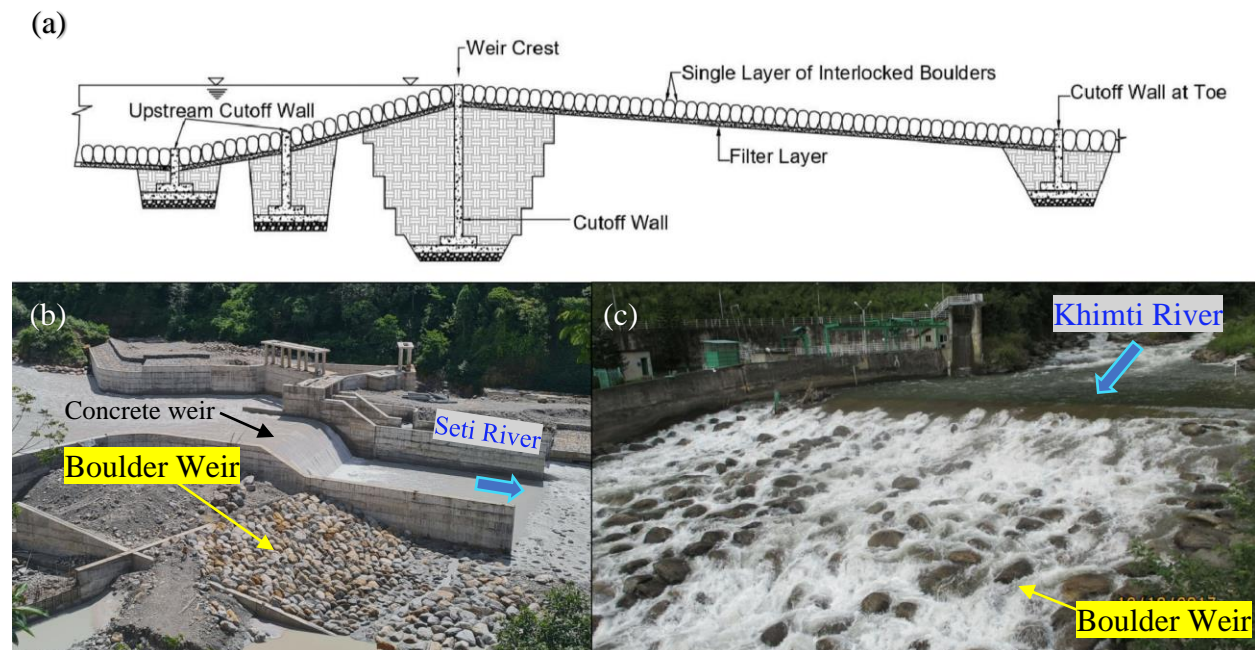 (a)
Weir Crest
Single Layer of Interlocked Boulders
Cutoff Wall at Toe
Upstream Cutoff Wall
Filter Layer
Cutoff Wall
(b)
(c)
Khimti River
Concrete weir
Seti River
Boulder Weir
Boulder Weir